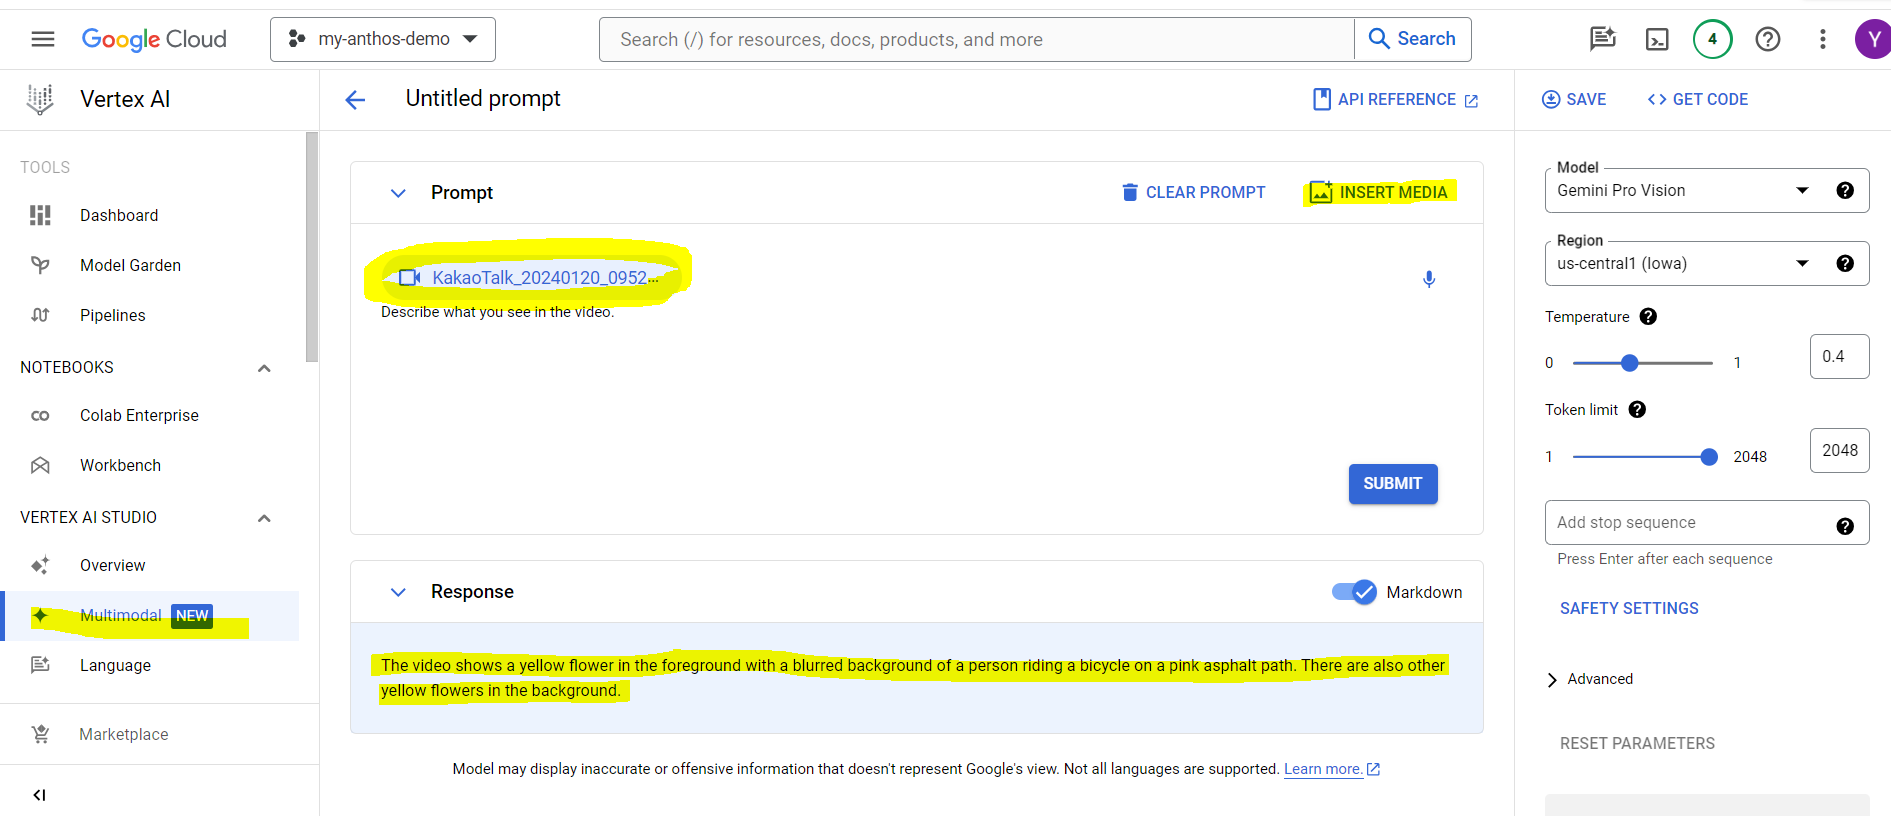 Google Cloud
my-anthos-demo
Search (/) for resources, docs, products, and more
Search
4
Y
Vertex AI
Untitled prompt
API REFERENCE
SAVE
GET CODE
TOOLS
Dashboard
Model Garden
Pipelines
NOTEBOOKS
Colab Enterprise
Workbench
VERTEX AI STUDIO
Overview
Multimodal NEW
Language
Marketplace
Prompt
CLEAR PROMPT
INSERT MEDIA
KakaoTalk_20240120_0952...
Describe what you see in the video.
SUBMIT
Response
Markdown
The video shows a yellow flower in the foreground with a blurred background of a person riding a bicycle on a pink asphalt path. There are also other
yellow flowers in the background.
Model may display inaccurate or offensive information that doesn't represent Google's view. Not all languages are supported. Learn more.
Model
Gemini Pro Vision
Region
us-central1 (Iowa)
Temperature
0 1 0.4
Token limit
1 2048 2048
Add stop sequence
Press Enter after each sequence
SAFETY SETTINGS
Advanced
RESET PARAMETERS